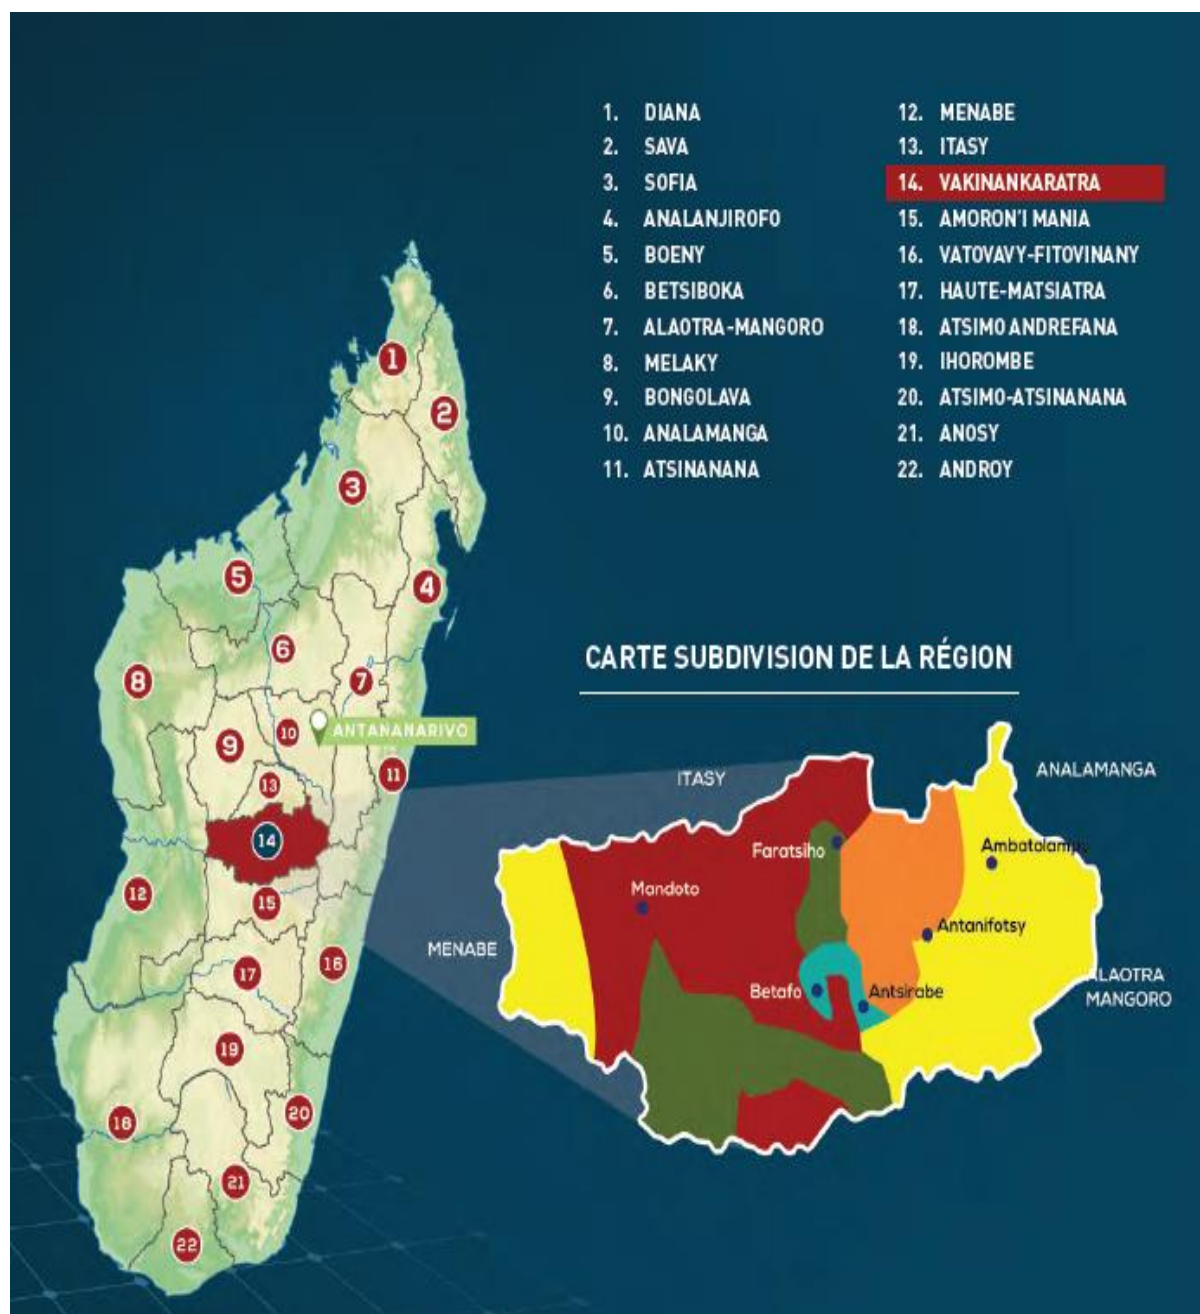 1. DIANA
2. SAVA
3. SOFIA
4. ANALANJIROFO
5. BOENY
6. BETSIBOKA
7. ALAOTRA-MANGORO
8. MELAKY
9. BONGOLAVA
10. ANALAMANGA
11. ATSINANANA
12. MENABE
13. ITASY
14. VAKINANKARATRA
15. AMORON'I MANIA
16. VATOVAVY-FITOVINANY
17. HAUTE-MATSIATRA
18. ATSIMO ANDREFANA
19. IHOROMBE
20. ATSIMO-ATSINANANA
21. ANOSY
22. ANDROY
1
2
3
5
4
6
8
7
ANTANANARIVO
10
9
11
13
14
12
15
16
17
19
18
20
21
22
CARTE SUBDIVISION DE LA RÉGION
ITASY
ANALAMANGA
Faratsiho
Ambatolampy
Mandoto
Antanifotsy
MENABE
Betafo
Antsirabe
ALAOTRA
MANGORO